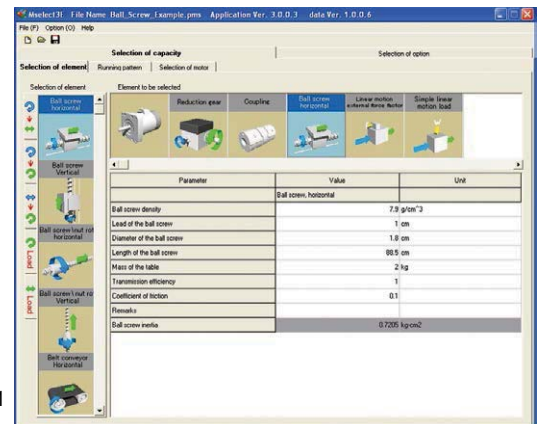 Mselect3E File Name Ball_Screw_Example.pms Application Ver. 3.0.0.3 data Ver. 1.0.0.6
File (F) Option (O) Help
Selection of capacity Selection of option
Selection of element Running pattern Selection of motor
Selection of element Element to be selected
Ball screw horizontal
Reduction gear
Coupling
Ball screw horizontal
Linear motion external force factor
Simple linear motion load
Ball screw Vertical
Ball screw\nut rot horizontal
Load
Ball screw\nut rot Vertical
Load
Belt conveyor Horizontal
Parameter Value Unit
Ball screw, horizontal
Ball screw density 7.9 g/cm^3
Lead of the ball screw 1 cm
Diameter of the ball screw 1.8 cm
Length of the ball screw 88.5 cm
Mass of the table 2 kg
Transmission efficiency 1
Coefficient of friction 0.1
Remarks
Ball screw inertia 0.7205 kg·cm2